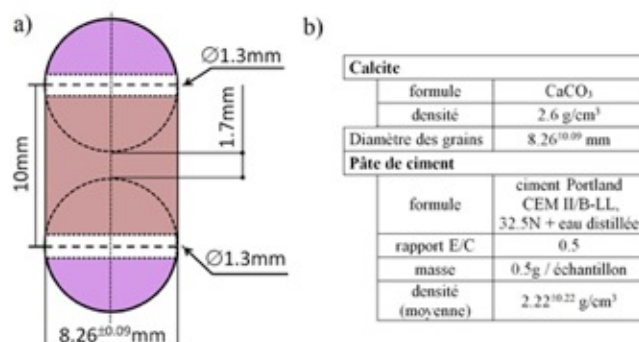 a)
∅1.3mm
1.7mm
10mm
∅1.3mm
8.26±0.09mm
b)
Calcite
formule CaCO3
densité 2.6 g/cm³
Diamètre des grains 8.26±0.09 mm
Pâte de ciment
formule ciment Portland
CEM II/B-LL,
32.5N + eau distillée
rapport E/C 0.5
masse 0.5g / échantillon
densité
(moyenne) 2.22±0.22 g/cm³